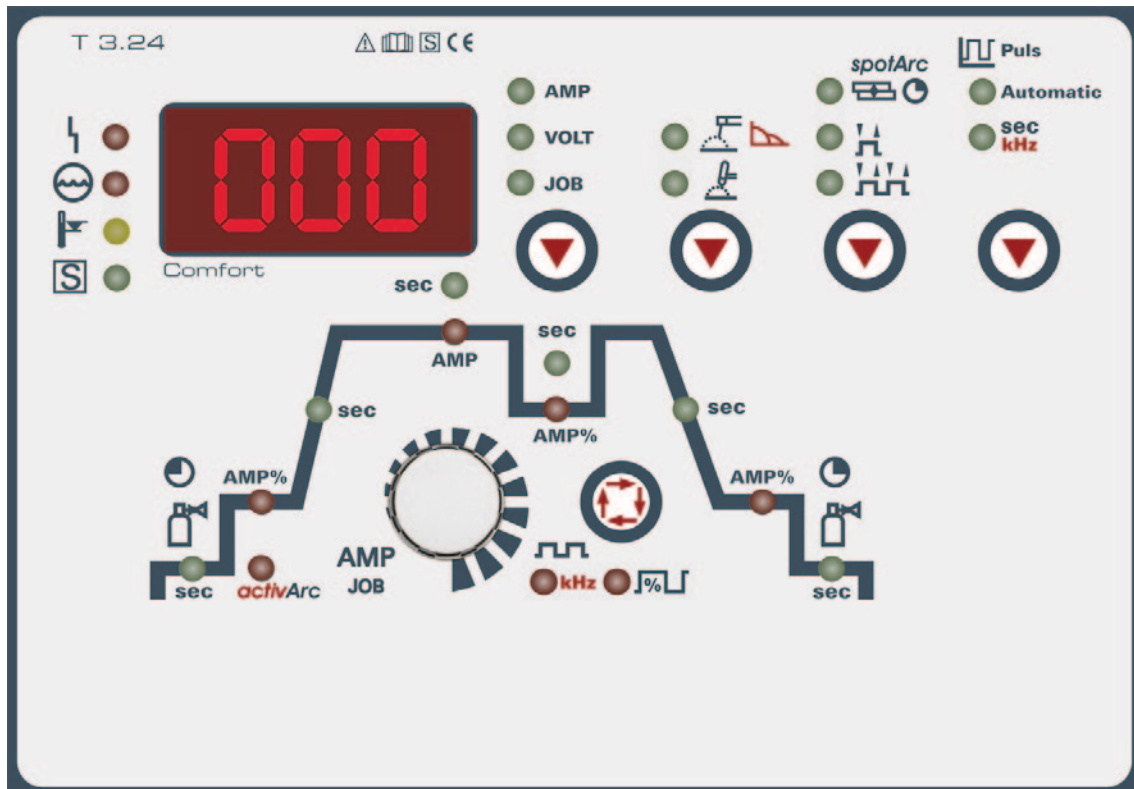 T 3.24
S CE
spotArc
Puls
AMP
Automatic
VOLT
sec
kHz
JOB
000
S
Comfort
sec
sec
AMP
sec
sec
AMP%
AMP%
AMP%
AMP
JOB
kHz
%
sec
activArc
sec